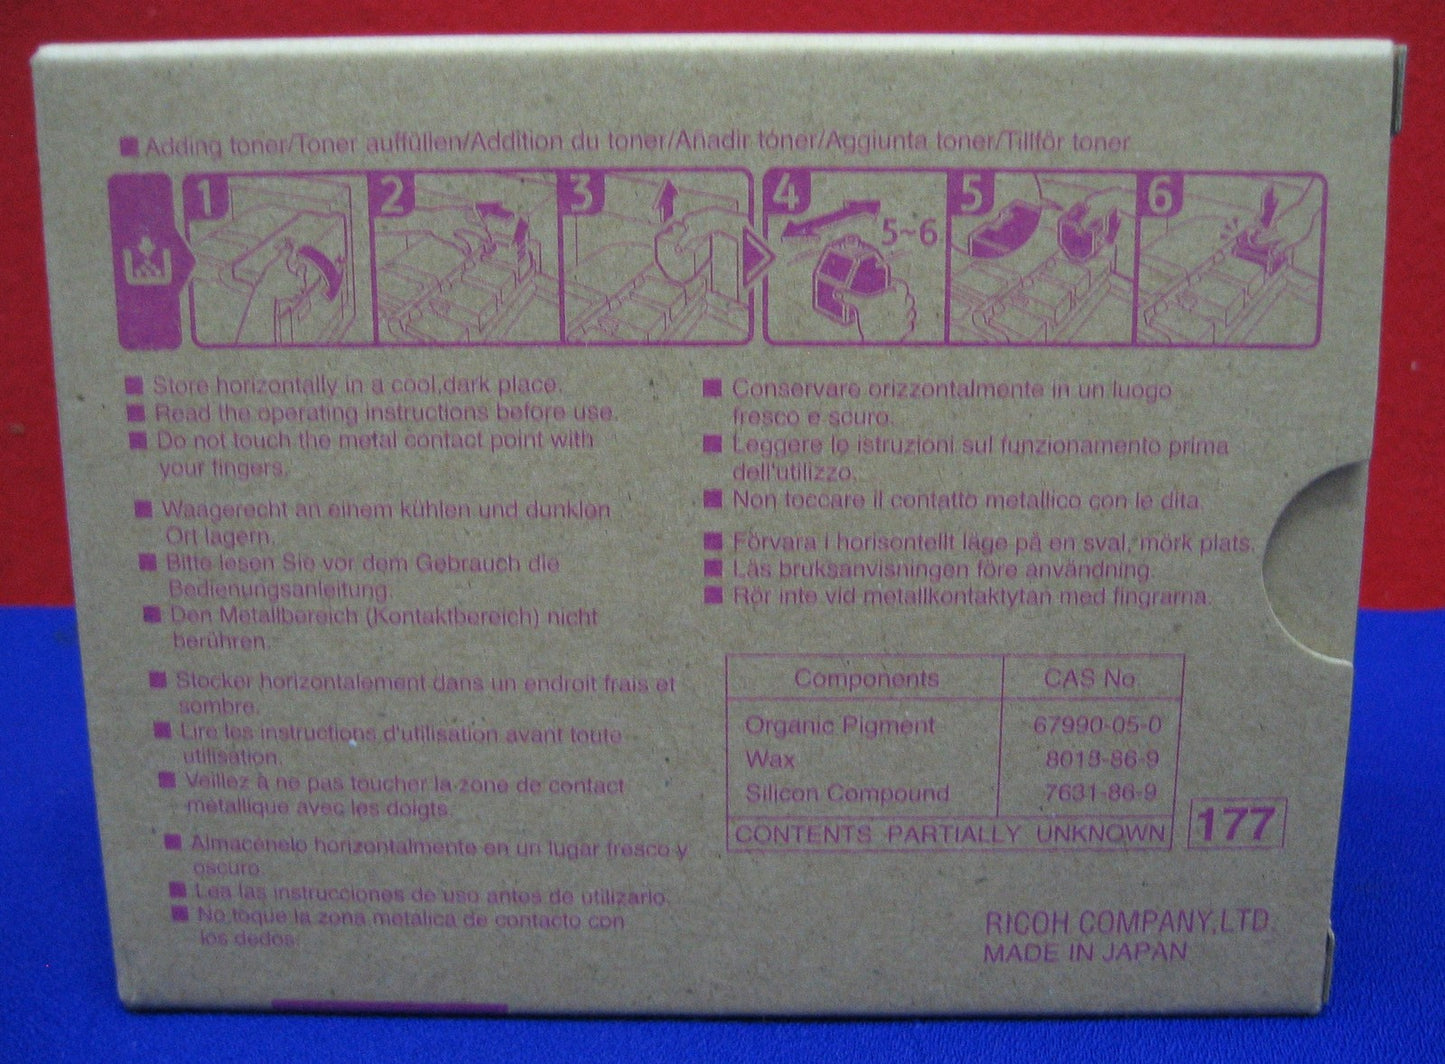 Adding toner/Toner auffüllen/Addition du toner/Añadir tóner/Aggiunta toner/Tillför toner
1 2 3 4 5 6
5~6
Store horizontally in a cool,dark place.
Read the operating instructions before use.
Do not touch the metal contact point with
your fingers.
Waagerecht an einem kühlen und dunklen
Ort lagern.
Bitte lesen Sie vor dem Gebrauch die
Bedienungsanleitung.
Den Metallbereich (Kontaktbereich) nicht
berühren.
Stocker horizontalement dans un endroit frais et
sombre.
Lire les instructions d'utilisation avant toute
utilisation.
Veillez à ne pas toucher la zone de contact
métallique avec les doigts.
Almacénelo horizontalmente en un lugar fresco y
oscuro.
Lea las instrucciones de uso antes de utilizarlo.
No toque la zona metálica de contacto con
los dedos.
Conservare orizzontalmente in un luogo
fresco e scuro.
Leggere le istruzioni sul funzionamento prima
dell'utilizzo.
Non toccare il contatto metallico con le dita.
Förvara i horisontellt läge på en sval, mörk plats.
Läs bruksanvisningen före användning.
Rör inte vid metallkontaktytan med fingrarna.
Components CAS No
Organic Pigment 67990-05-0
Wax 8015-86-9
Silicon Compound 7631-86-9
CONTENTS PARTIALLY UNKNOWN
177
RICOH COMPANY,LTD.
MADE IN JAPAN